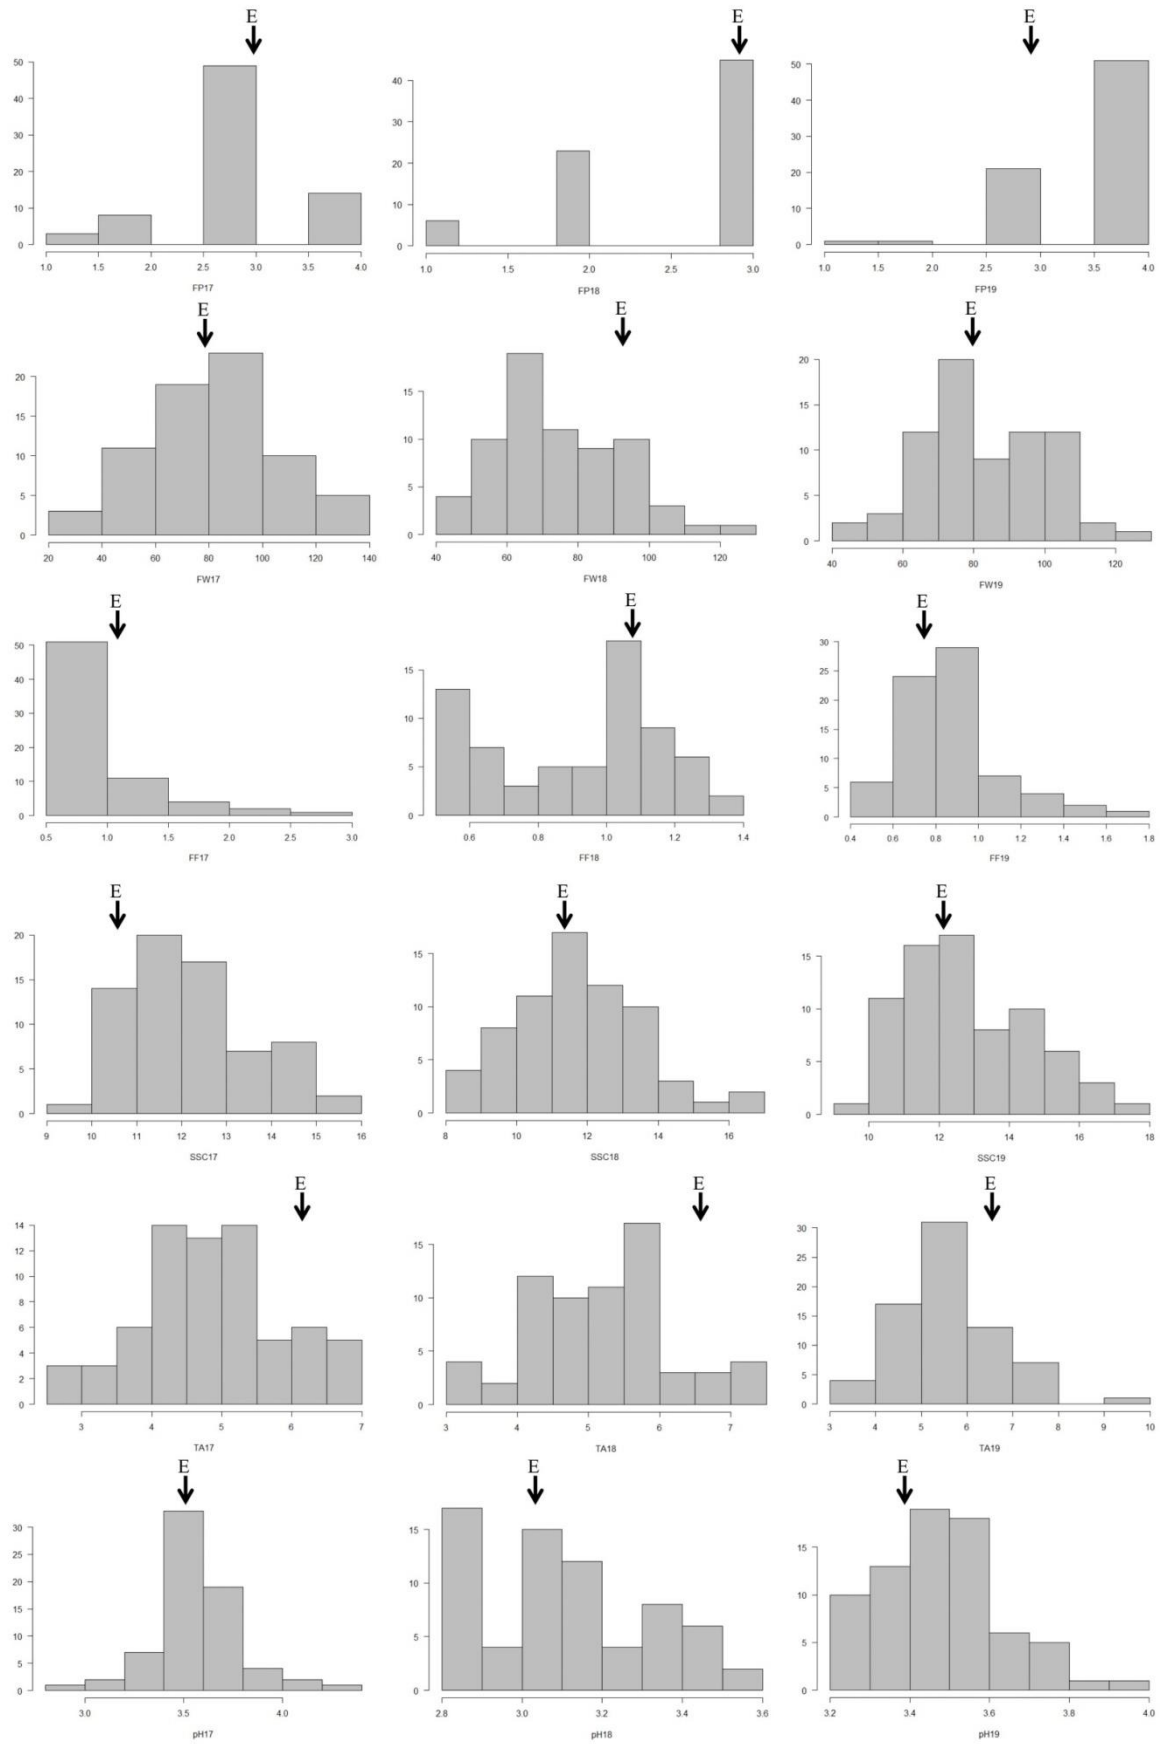 E E E
50 40 30 20 10 0
40 30 20 10 0
50 40 30 20 10 0
1.0 1.5 2.0 2.5 3.0 3.5 4.0
1.0 1.5 2.0 2.5 3.0
1.0 1.5 2.0 2.5 3.0 3.5 4.0
FP17 FP18 FP19
E E E
20 15 10 5 0
15 10 5 0
20 15 10 5 0
20 40 60 80 100 120 140
40 60 80 100 120
40 60 80 100 120
FW17 FW18 FW19
E E E
50 40 30 20 10 0
15 10 5 0
30 25 20 15 10 5 0
0.5 1.0 1.5 2.0 2.5 3.0
0.6 0.8 1.0 1.2 1.4
0.4 0.6 0.8 1.0 1.2 1.4 1.6 1.8
FF17 FF18 FF19
E E E
20 15 10 5 0
15 10 5 0
15 10 5 0
9 10 11 12 13 14 15 16
8 10 12 14 16
10 12 14 16 18
SSC17 SSC18 SSC19
E E E
14 12 10 8 6 4 2 0
15 10 5 0
30 25 20 15 10 5 0
3 4 5 6 7
3 4 5 6 7
3 4 5 6 7 8 9 10
TA17 TA18 TA19
E E E
30 25 20 15 10 5 0
15 10 5 0
15 10 5 0
3.0 3.5 4.0
2.8 3.0 3.2 3.4 3.6
3.2 3.4 3.6 3.8 4.0
pH17 pH18 pH19